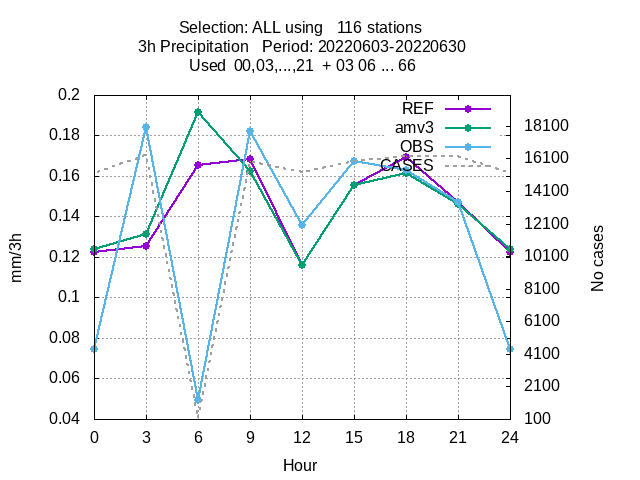 Selection: ALL using   116 stations
3h Precipitation   Period: 20220603-20220630
Used  00,03,...,21  + 03 06 ... 66
REF
amv3
OBS
CASES
0.2
0.18
0.16
0.14
0.12
0.1
0.08
0.06
0.04
mm/3h
18100
16100
14100
12100
10100
8100
6100
4100
2100
100
No cases
0 3 6 9 12 15 18 21 24
Hour